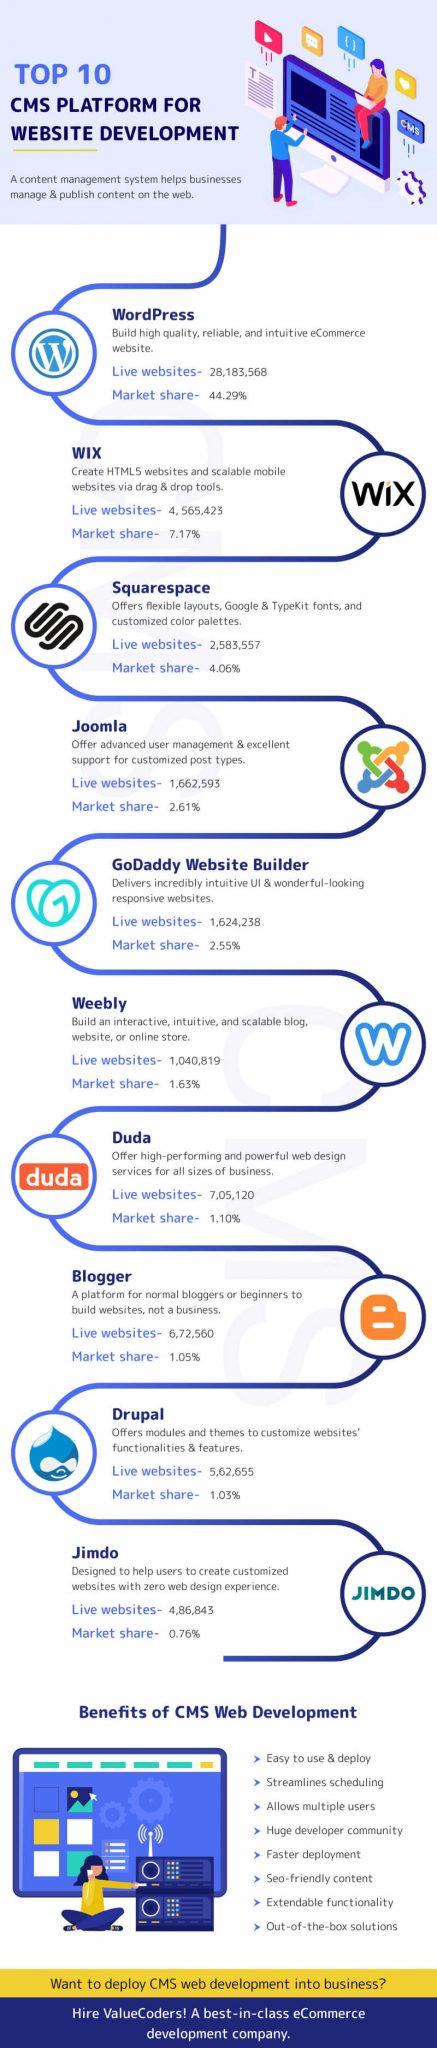 TOP 10
CMS PLATFORM FOR
WEBSITE DEVELOPMENT
A content management system helps businesses
manage & publish content on the web.
T
{ }
CMS
WordPress
Build high quality, reliable, and intuitive eCommerce
website.
Live websites- 28,183,568
Market share- 44.29%
WIX
Create HTML5 websites and scalable mobile
websites via drag & drop tools.
Live websites- 4, 565,423
Market share- 7.17%
WiX
Squarespace
Offers flexible layouts, Google & TypeKit fonts, and
customized color palettes.
Live websites- 2,583,557
Market share- 4.06%
Joomla
Offer advanced user management & excellent
support for customized post types.
Live websites- 1,662,593
Market share- 2.61%
GoDaddy Website Builder
Delivers incredibly intuitive UI & wonderful-looking
responsive websites.
Live websites- 1,624,238
Market share- 2.55%
Weebly
Build an interactive, intuitive, and scalable blog,
website, or online store.
Live websites- 1,040,819
Market share- 1.63%
Duda
Offer high-performing and powerful web design
services for all sizes of business.
Live websites- 7,05,120
Market share- 1.10%
duda
Blogger
A platform for normal bloggers or beginners to
build websites, not a business.
Live websites- 6,72,560
Market share- 1.05%
Drupal
Offers modules and themes to customize websites'
functionalities & features.
Live websites- 5,62,655
Market share- 1.03%
Jimdo
Designed to help users to create customized
websites with zero web design experience.
Live websites- 4,86,843
Market share- 0.76%
JIMDO
CMS
CMS
Benefits of CMS Web Development
Easy to use & deploy
Streamlines scheduling
Allows multiple users
Huge developer community
Faster deployment
Seo-friendly content
Extendable functionality
Out-of-the-box solutions
Want to deploy CMS web development into business?
Hire ValueCoders! A best-in-class eCommerce
development company.